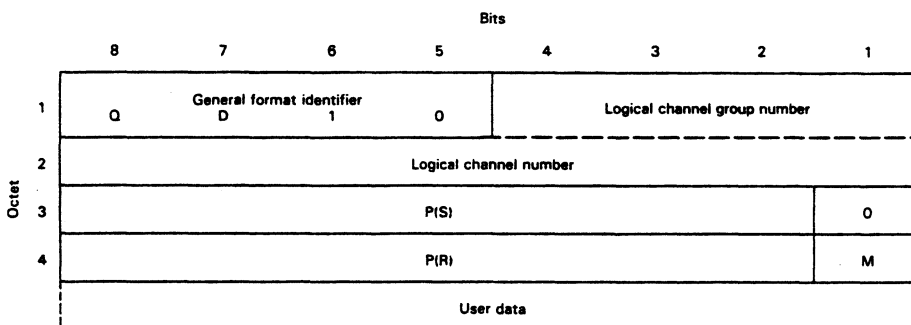 Bits
8 7 6 5 4 3 2 1
1 General format identifier Logical channel group number
Q D 1 0
2 Logical channel number
Octet
3 P(S) 0
4 P(R) M
User data